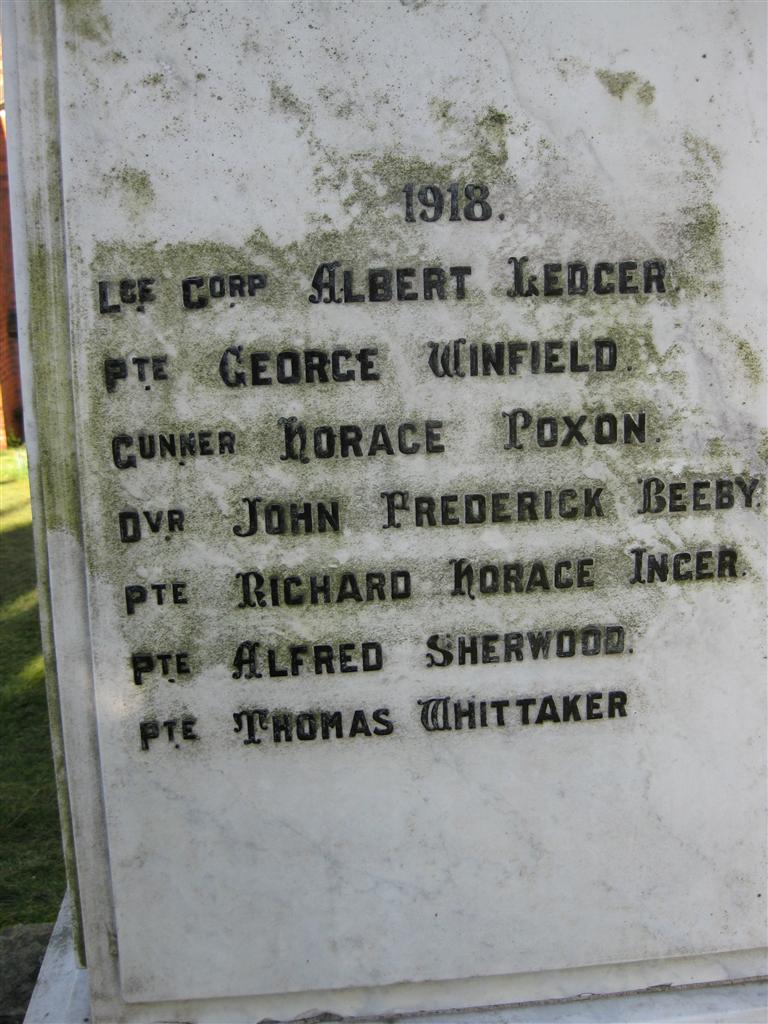 1918.
LCE CORP ALBERT LEDGER.
PTE GEORGE WINFIELD.
GUNNER HORACE POXON.
DVR JOHN FREDERICK BEEBY.
PTE RICHARD HORACE INGER.
PTE ALFRED SHERWOOD.
PTE THOMAS WHITTAKER